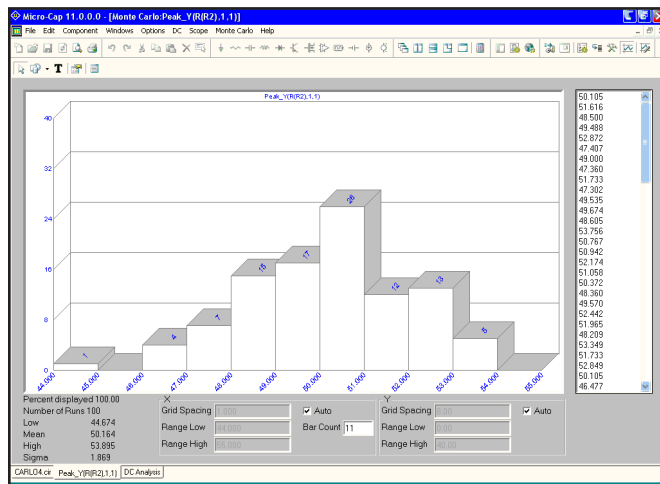 Micro-Cap 11.0.0.0 - [Monte Carlo:Peak_Y(R(R2),1,1)]
File Edit Component Windows Options DC Scope Monte Carlo Help
T
Peak_Y(R(R2),1,1)
40
32
24
16
8
0
1
4
7
15
17
26
12
13
5
44.000 45.000 46.000 47.000 48.000 49.000 50.000 51.000 52.000 53.000 54.000 55.000
50.105
51.616
48.500
49.488
52.872
47.407
49.000
47.360
51.733
47.302
49.535
49.674
48.605
53.756
50.767
50.942
52.174
51.058
50.372
48.360
49.570
52.442
51.965
48.209
53.349
51.733
52.849
50.105
46.477
Percent displayed 100.00
Number of Runs 100
Low 44.674
Mean 50.164
High 53.895
Sigma 1.869
X
Grid Spacing 1.000 Auto
Range Low 44.000 Bar Count 11
Range High 55.000
Y
Grid Spacing 8.00 Auto
Range Low 0.00
Range High 40.00
CARLO4.cir Peak_Y(R(R2),1,1) DC Analysis